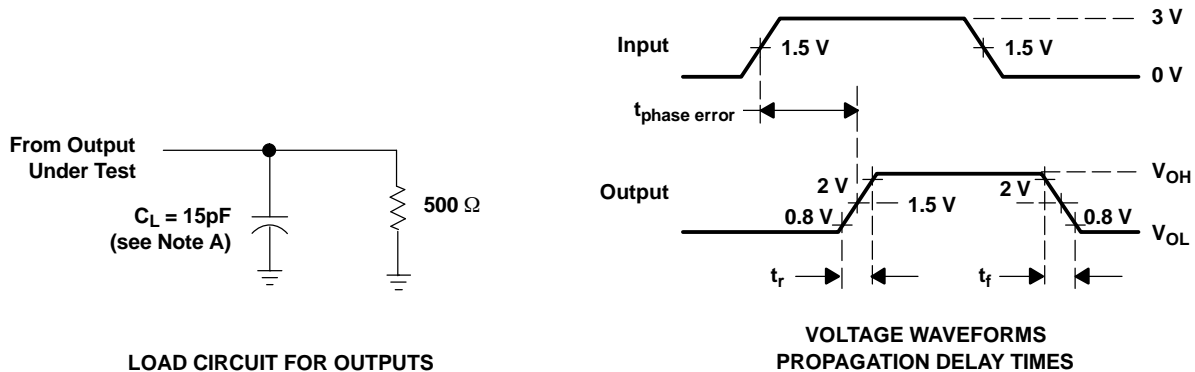 From Output
Under Test
C_L = 15pF
(see Note A)
500 Ω
LOAD CIRCUIT FOR OUTPUTS
Input
1.5 V
1.5 V
3 V
0 V
t_phase error
Output
2 V
0.8 V
1.5 V
2 V
0.8 V
V_OH
V_OL
t_r
t_f
VOLTAGE WAVEFORMS
PROPAGATION DELAY TIMES